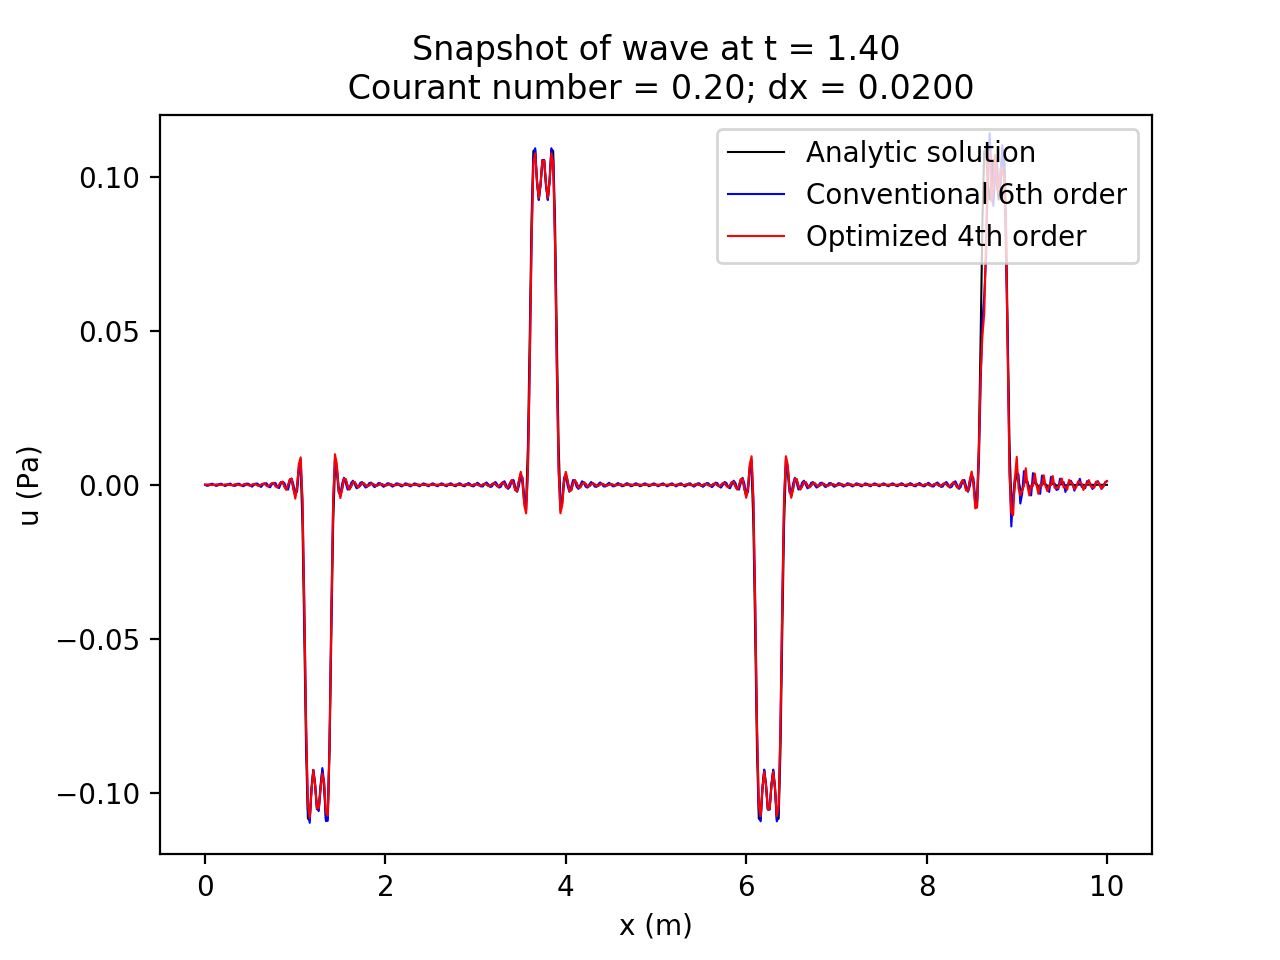 Snapshot of wave at t = 1.40
Courant number = 0.20; dx = 0.0200
Analytic solution
Conventional 6th order
Optimized 4th order
0.10
0.05
0.00
−0.05
−0.10
u (Pa)
0 2 4 6 8 10
x (m)